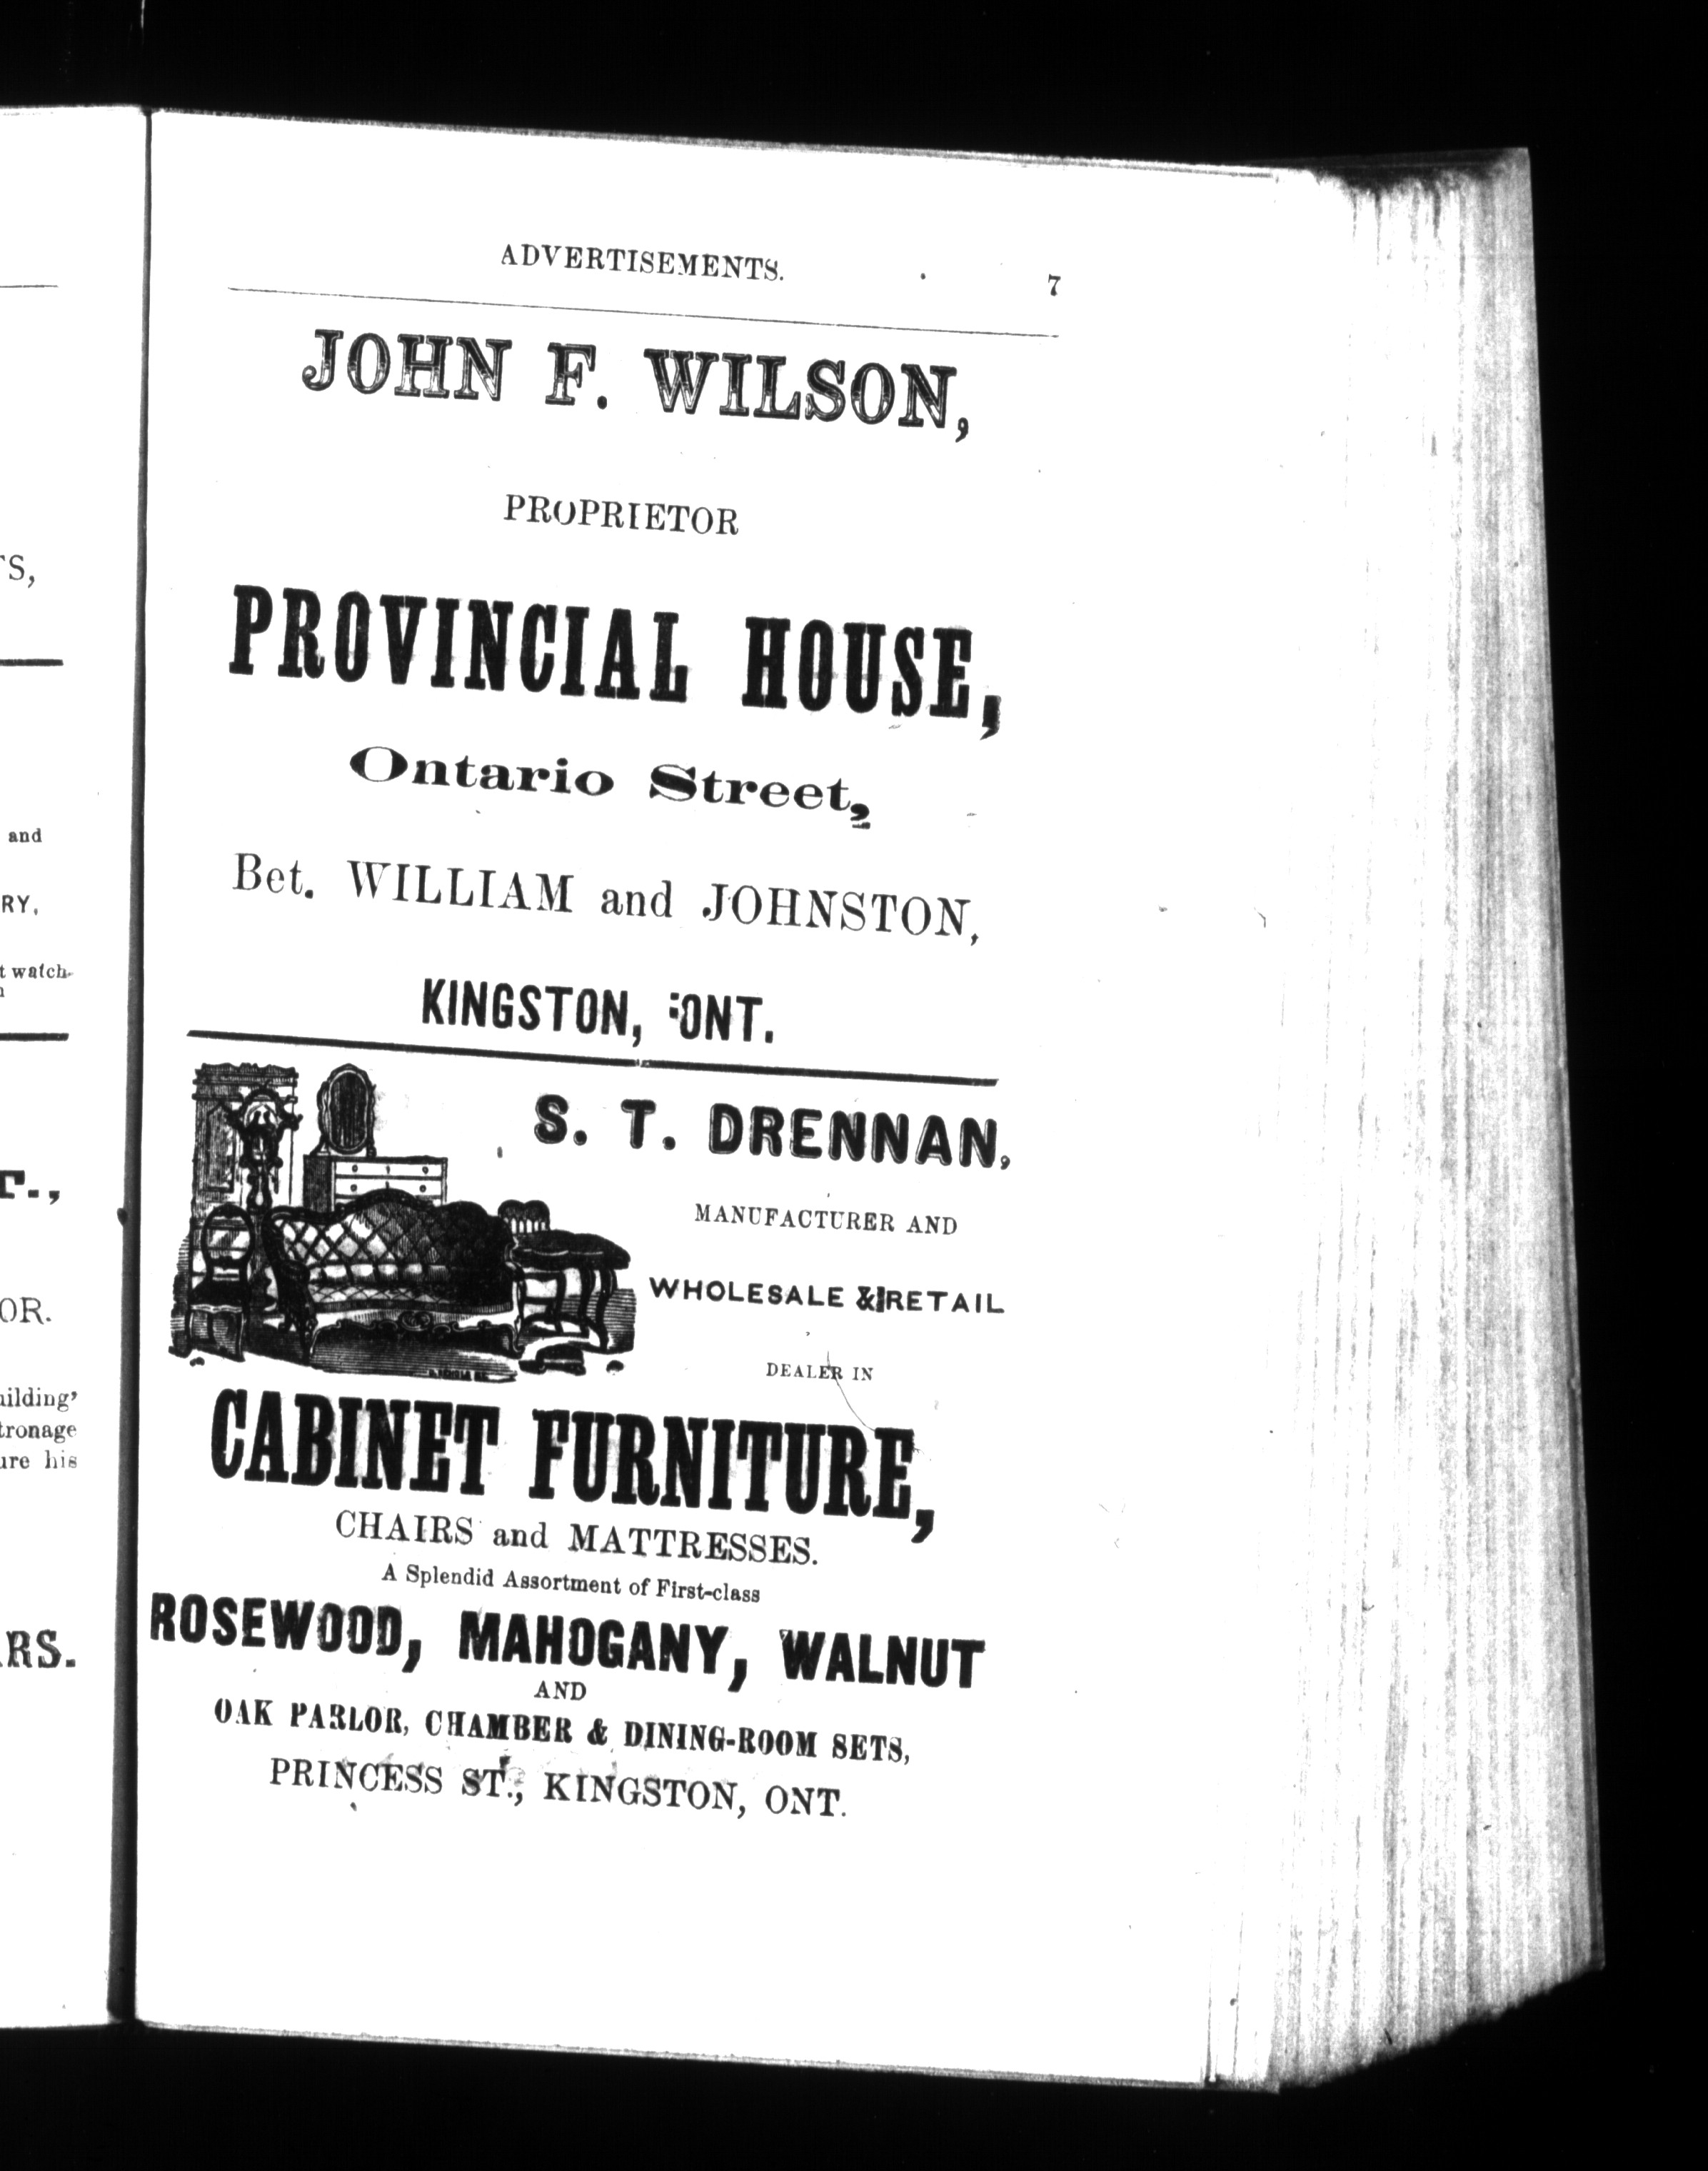 ADVERTISEMENTS. 7
JOHN F. WILSON,
PROPRIETOR
PROVINCIAL HOUSE,
Ontario Street,
Bet. WILLIAM and JOHNSTON,
KINGSTON, ONT.
S. T. DRENNAN,
MANUFACTURER AND
WHOLESALE & RETAIL
DEALER IN
CABINET FURNITURE,
CHAIRS and MATTRESSES.
A Splendid Assortment of First-class
ROSEWOOD, MAHOGANY, WALNUT
AND
OAK PARLOR, CHAMBER & DINING-ROOM SETS,
PRINCESS ST., KINGSTON, ONT.
and
his